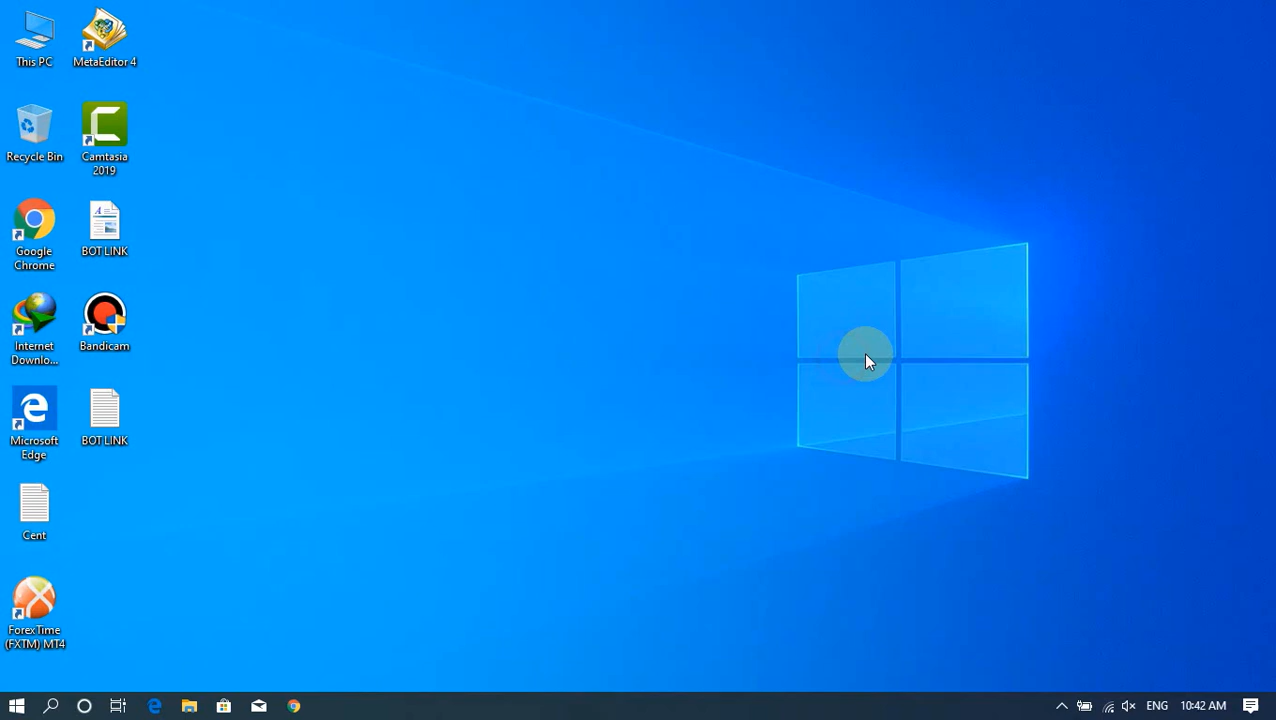 This PC
MetaEditor 4
Recycle Bin
Camtasia
2019
Google
Chrome
BOT LINK
Internet
Downlo...
Bandicam
Microsoft
Edge
BOT LINK
Cent
ForexTime
(FXTM) MT4
ENG
10:42 AM